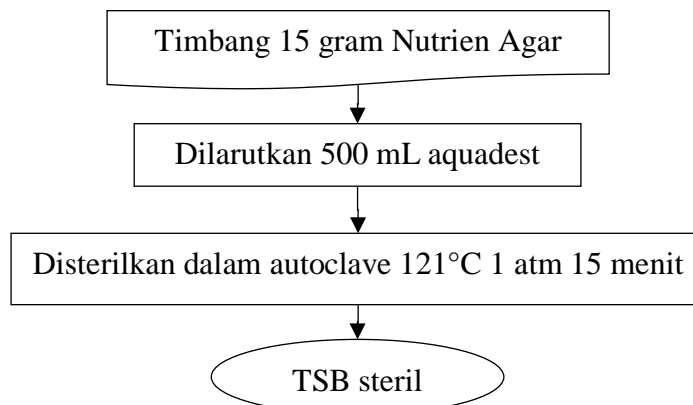 Timbang 15 gram Nutrien Agar
Dilarutkan 500 mL aquadest
Disterilkan dalam autoclave 121°C 1 atm 15 menit
TSB steril